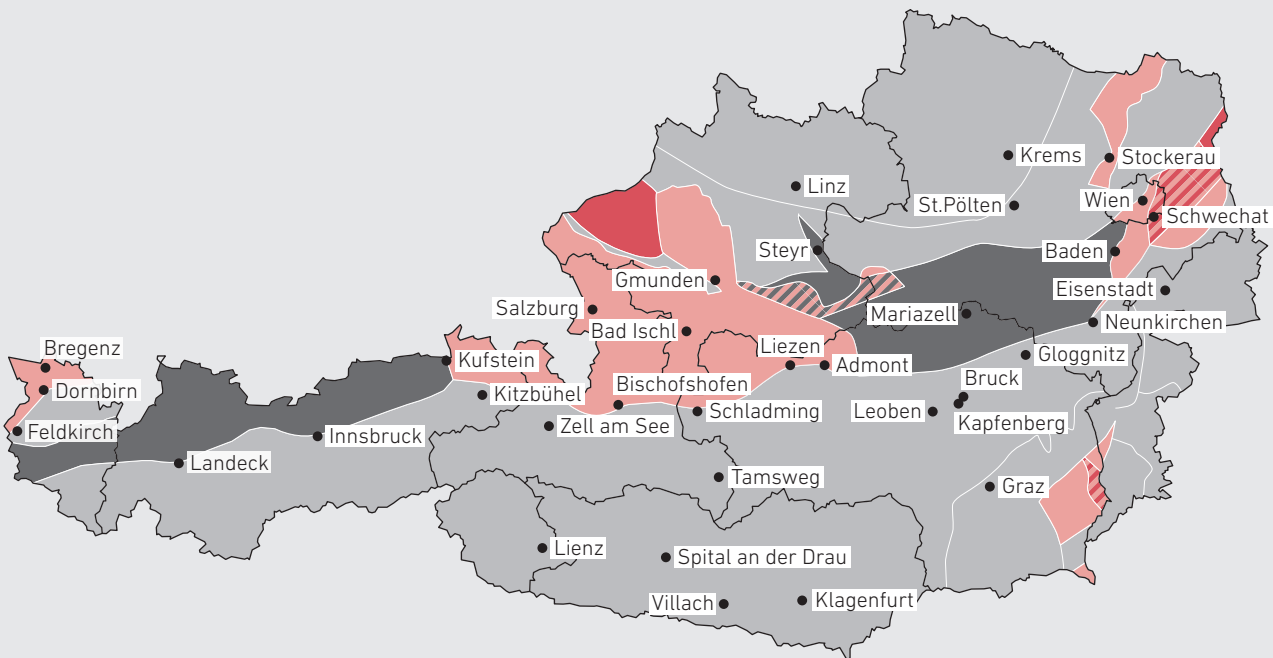 Krems
Stockerau
Linz
Wien
St.Pölten
Schwechat
Steyr
Baden
Gmunden
Eisenstadt
Salzburg
Mariazell
Neunkirchen
Bad Ischl
Bregenz
Liezen
Kufstein
Admont
Gloggnitz
Dornbirn
Bischofshofen
Bruck
Kitzbühel
Schladming
Leoben
Kapfenberg
Feldkirch
Innsbruck
Zell am See
Landeck
Tamsweg
Graz
Lienz
Spital an der Drau
Villach
Klagenfurt